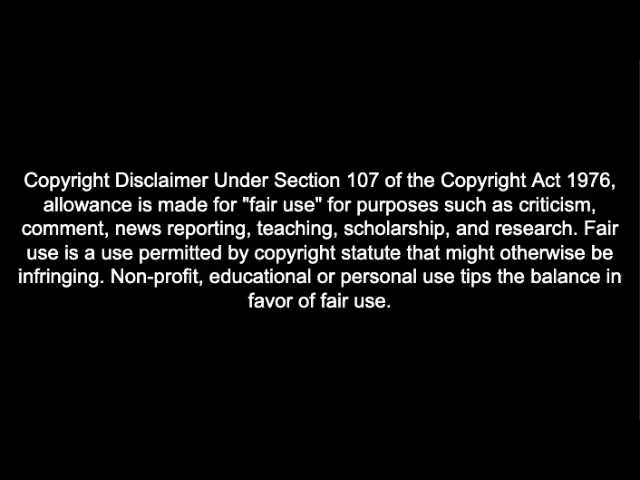 Copyright Disclaimer Under Section 107 of the Copyright Act 1976,
allowance is made for "fair use" for purposes such as criticism,
comment, news reporting, teaching, scholarship, and research. Fair
use is a use permitted by copyright statute that might otherwise be
infringing. Non-profit, educational or personal use tips the balance in
favor of fair use.